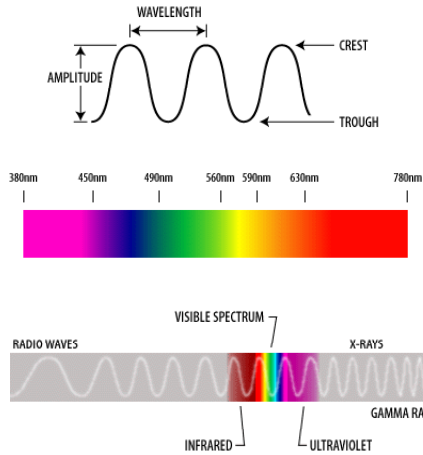 WAVELENGTH
CREST
AMPLITUDE
TROUGH
380nm 450nm 490nm 560nm 590nm 630nm 780nm
VISIBLE SPECTRUM
RADIO WAVES X-RAYS
GAMMA RA
INFRARED ULTRAVIOLET